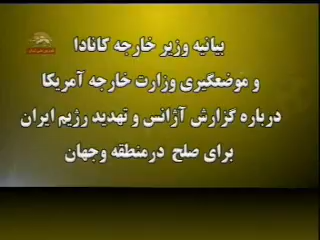 بیانیه وزیر خارجه کانادا
و موضعگیری وزارت خارجه آمریکا
درباره گزارش آژانس و تهدید رژیم ایران
برای صلح درمنطقه وجهان